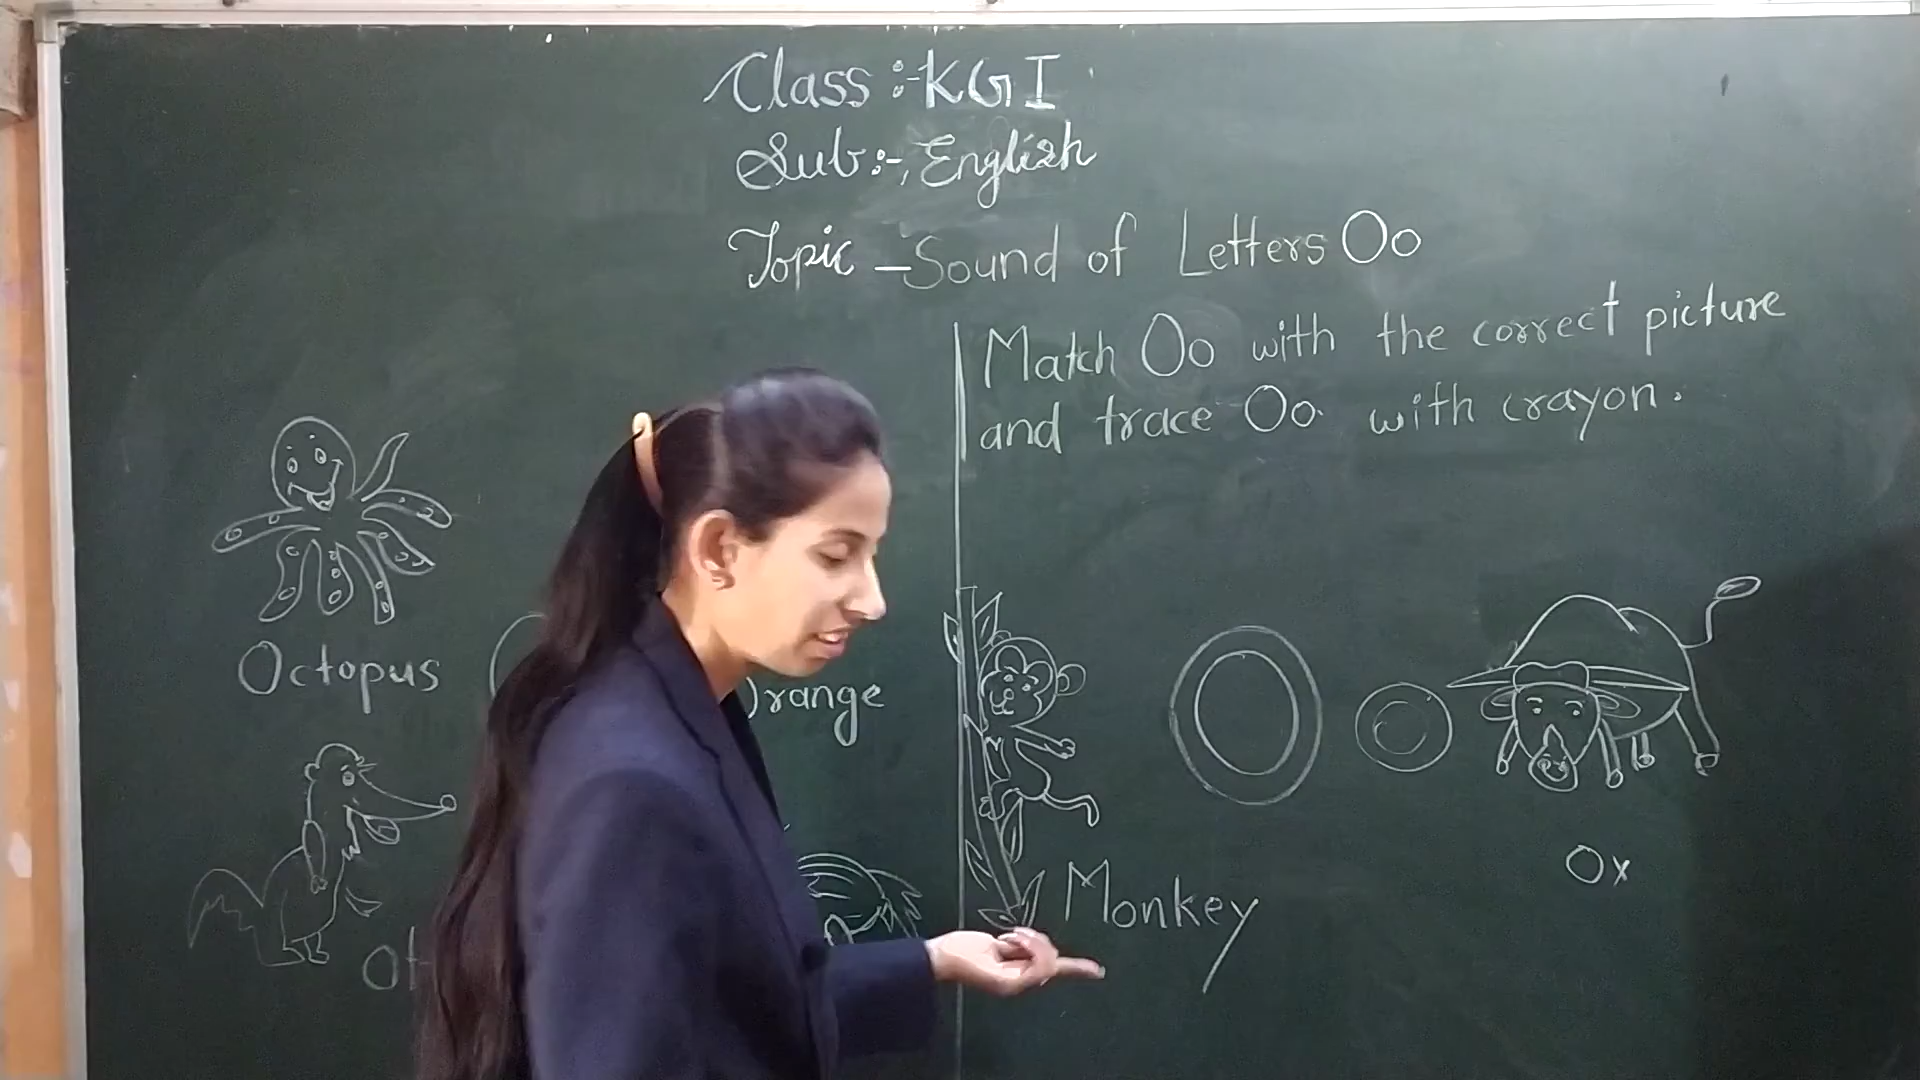 Class :- KG I
Sub :- English
Topic - Sound of Letters Oo
Match Oo with the correct picture
and trace Oo with crayon.
Octopus
range
Ot
Monkey
Ox